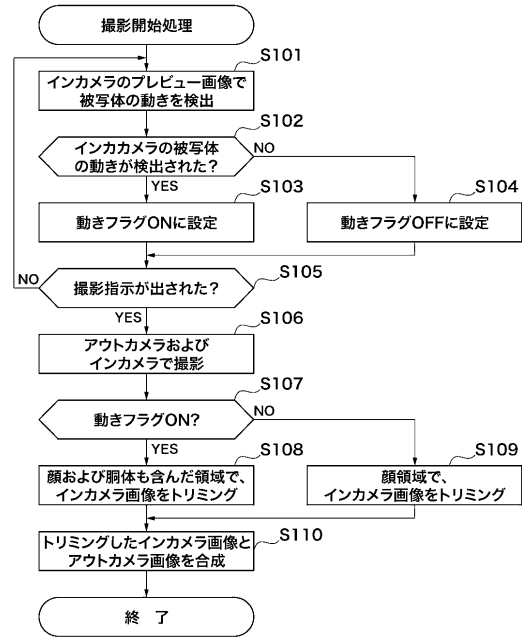 撮影開始処理
S101
インカメラのプレビュー画像で
被写体の動きを検出
S102
インカカメラの被写体
の動きが検出された?
NO
YES
S103
S104
動きフラグONに設定
動きフラグOFFに設定
S105
NO
撮影指示が出された?
YES
S106
アウトカメラおよび
インカメラで撮影
S107
動きフラグON?
NO
YES
S108
S109
顔および胴体も含んだ領域で、
インカメラ画像をトリミング
顔領域で、
インカメラ画像をトリミング
S110
トリミングしたインカメラ画像と
アウトカメラ画像を合成
終 了